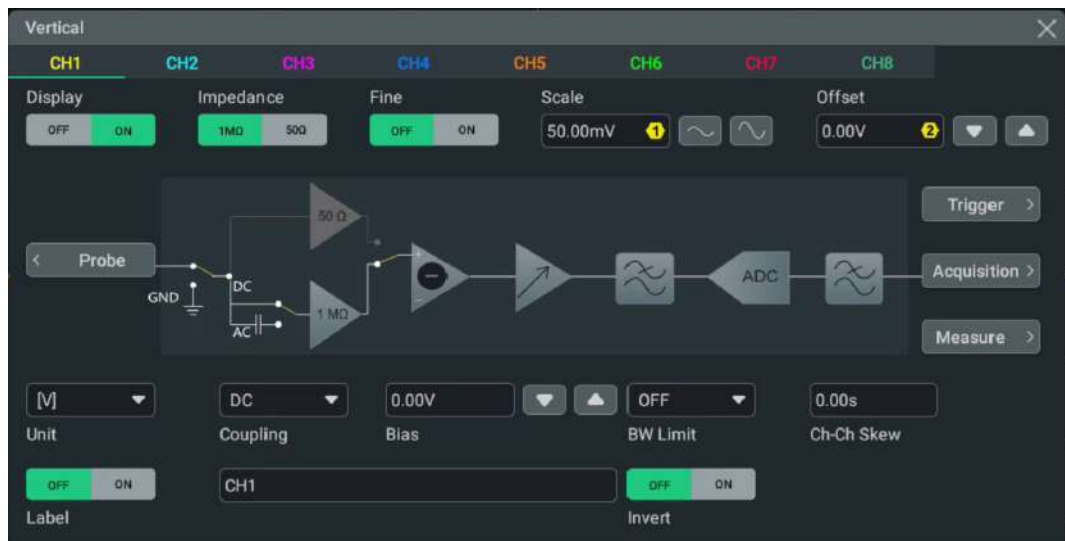 Vertical
CH1 CH2 CH3 CH4 CH5 CH6 CH7 CH8
Display Impedance Fine Scale Offset
OFF ON 1MΩ 50Ω OFF ON 50.00mV 1 0.00V 2
50 Ω
Trigger >
< Probe
GND
DC
AC
1 MΩ
+
−
ADC
Acquisition >
Measure >
[V] DC 0.00V OFF 0.00s
Unit Coupling Bias BW Limit Ch-Ch Skew
OFF ON CH1 OFF ON
Label Invert